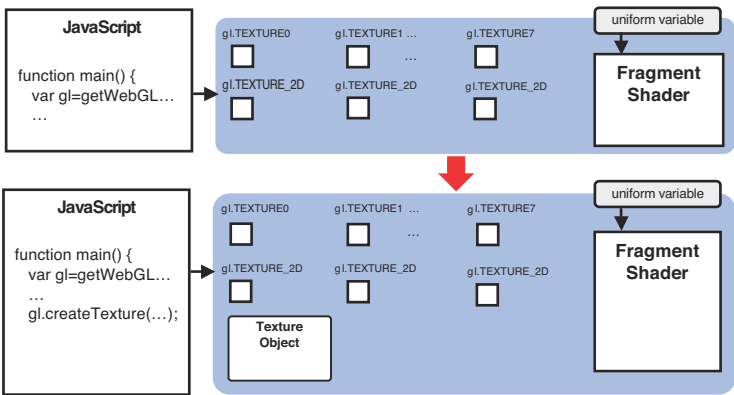 JavaScript
function main() {
var gl=getWebGL…
…
gl.TEXTURE0 gl.TEXTURE1 … gl.TEXTURE7
…
gl.TEXTURE_2D gl.TEXTURE_2D gl.TEXTURE_2D
uniform variable
Fragment
Shader
JavaScript
function main() {
var gl=getWebGL…
…
gl.createTexture(…);
gl.TEXTURE0 gl.TEXTURE1 … gl.TEXTURE7
…
gl.TEXTURE_2D gl.TEXTURE_2D gl.TEXTURE_2D
Texture
Object
uniform variable
Fragment
Shader